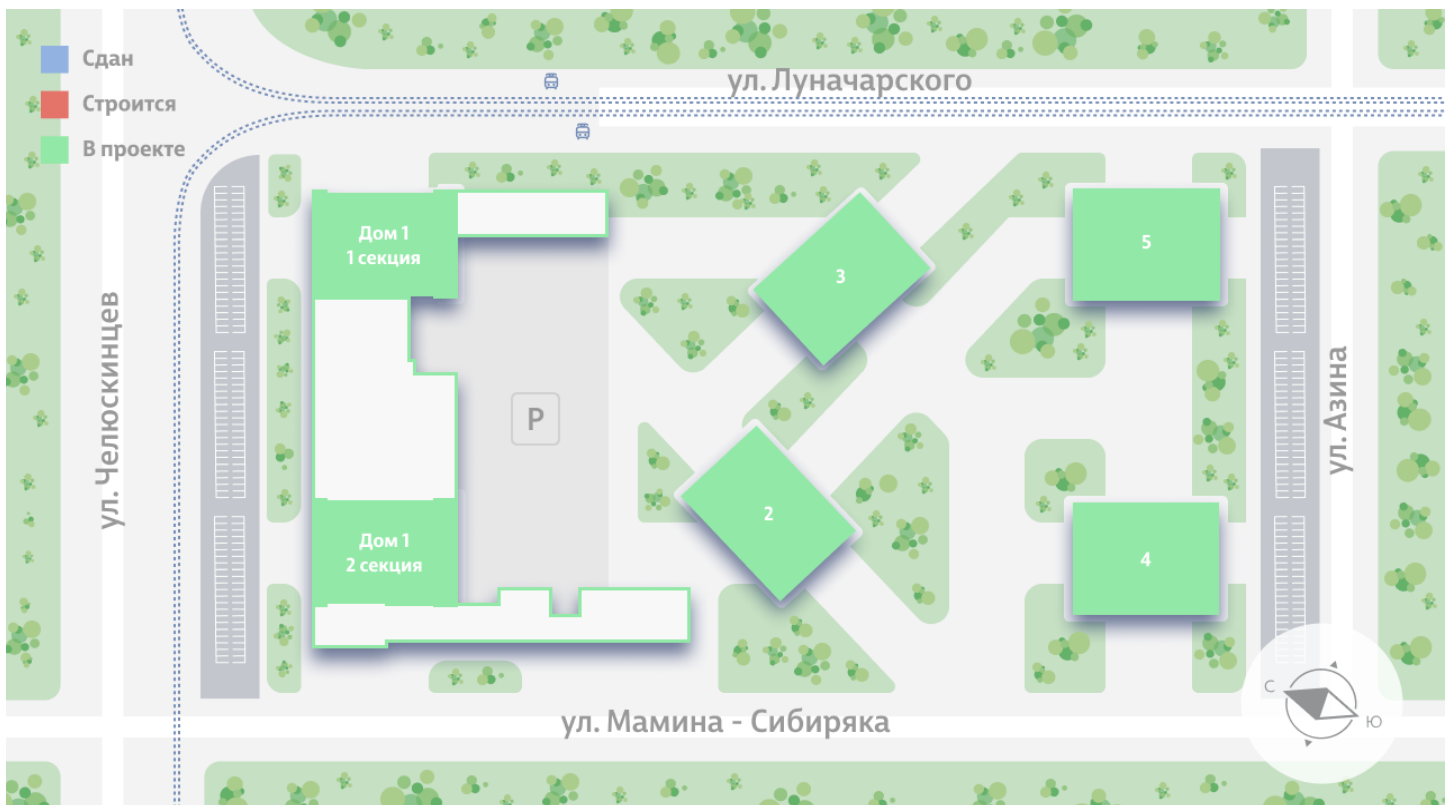 Сдан
Строится
В проекте
ул. Луначарского
Дом 1
1 секция
3
5
ул. Челюскинцев
P
ул. Азина
2
Дом 1
2 секция
4
С
Ю
ул. Мамина - Сибиряка